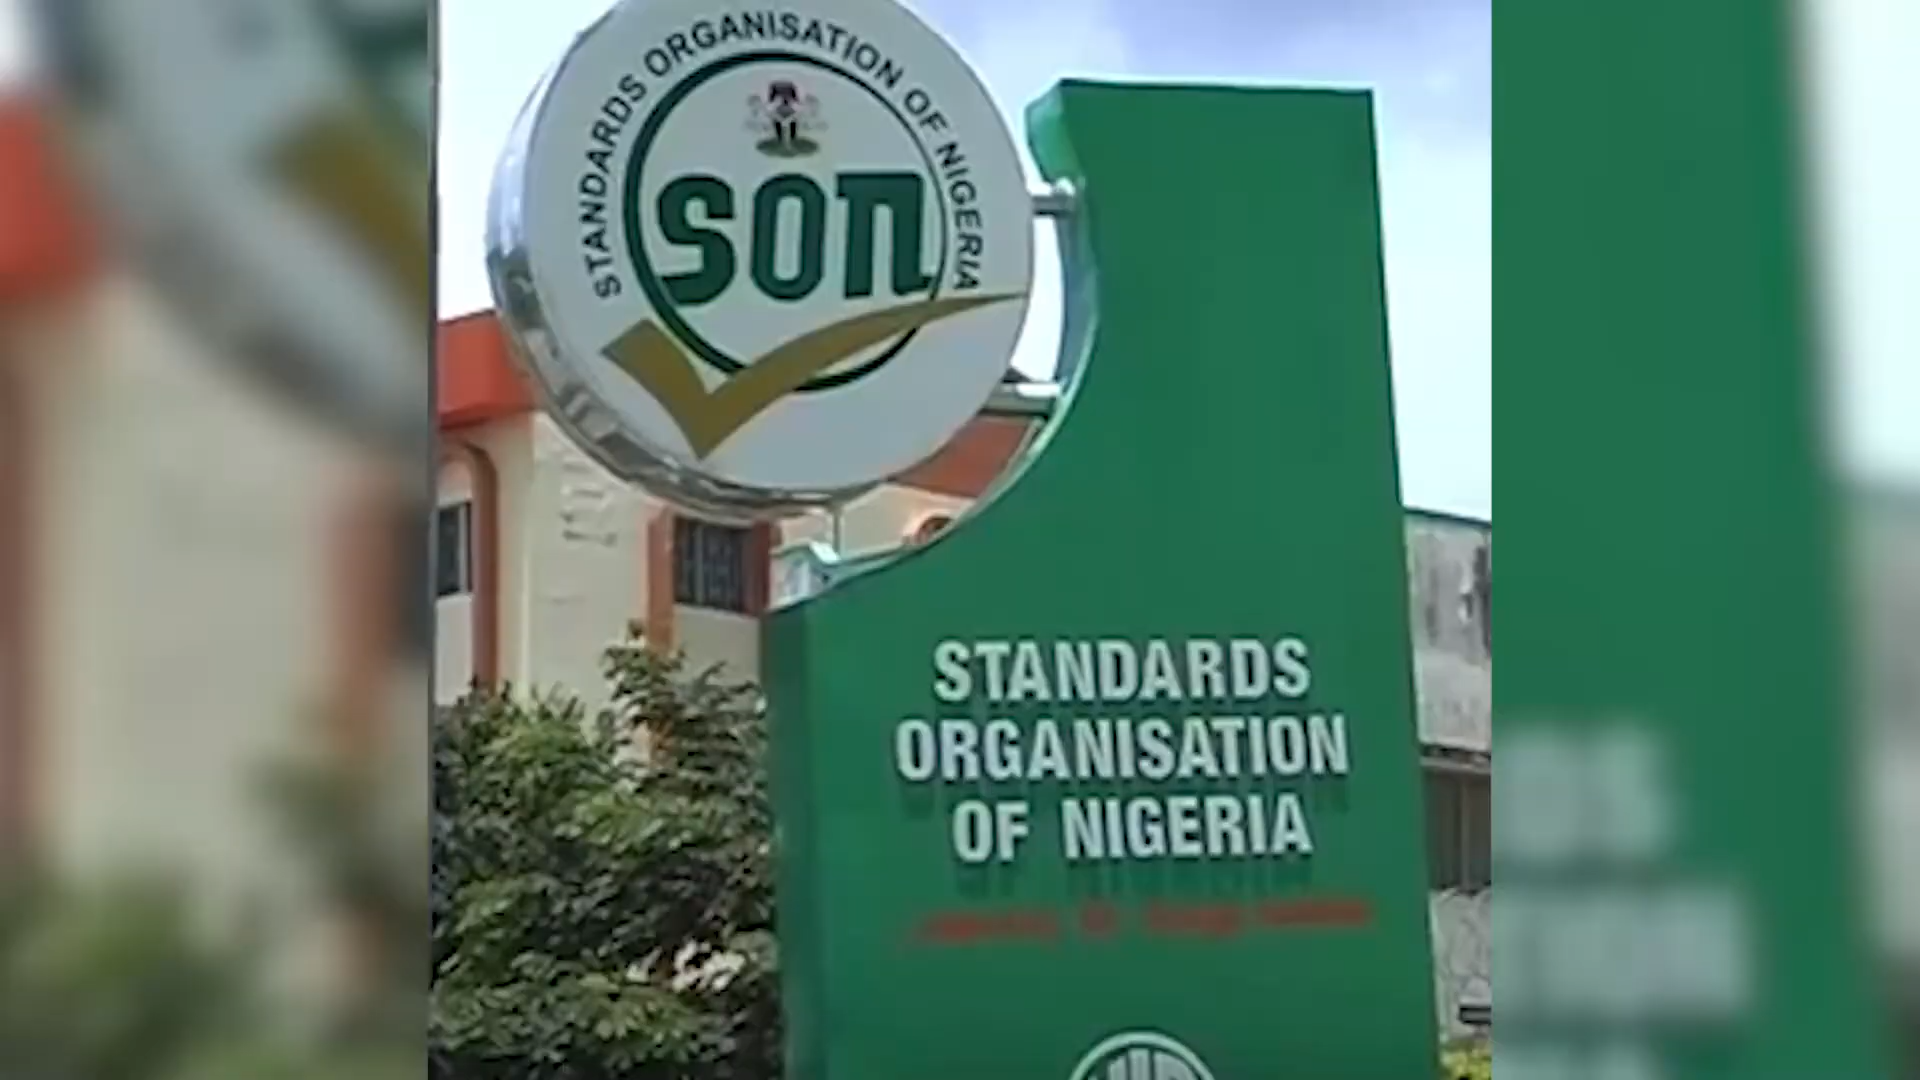 STANDARDS ORGANISATION OF NIGERIA
SON
STANDARDS
ORGANISATION
OF NIGERIA